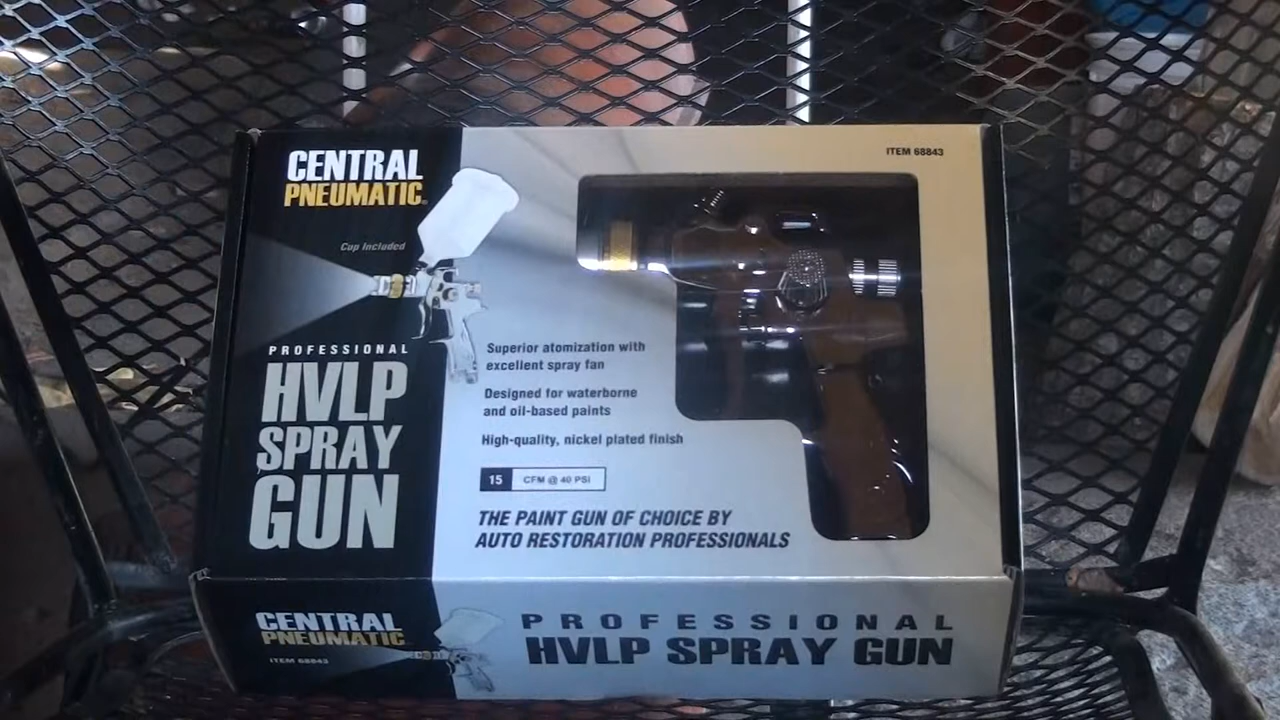 CENTRAL
PNEUMATIC
ITEM 68843
Cup Included
PROFESSIONAL
HVLP
SPRAY
GUN
Superior atomization with
excellent spray fan
Designed for waterborne
and oil-based paints
High-quality, nickel plated finish
15 CFM @ 40 PSI
THE PAINT GUN OF CHOICE BY
AUTO RESTORATION PROFESSIONALS
CENTRAL
PNEUMATIC
ITEM 68843
PROFESSIONAL
HVLP SPRAY GUN